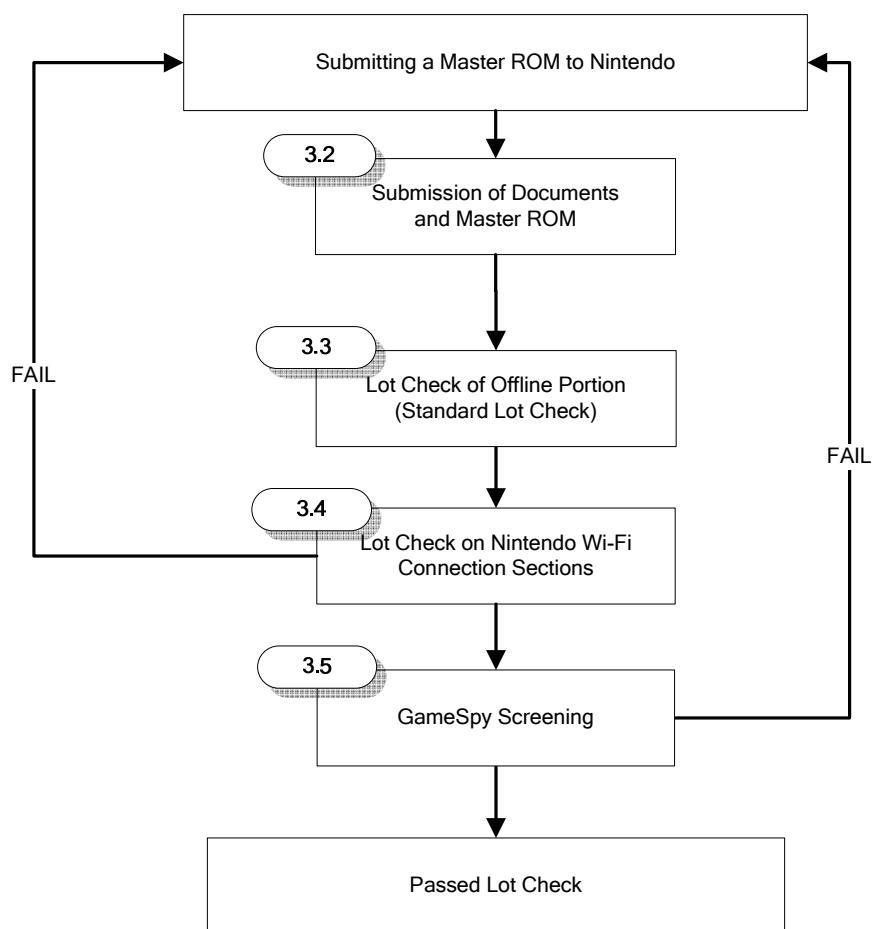 Submitting a Master ROM to Nintendo
3.2
Submission of Documents
and Master ROM
3.3
Lot Check of Offline Portion
(Standard Lot Check)
FAIL
FAIL
3.4
Lot Check on Nintendo Wi-Fi
Connection Sections
3.5
GameSpy Screening
Passed Lot Check